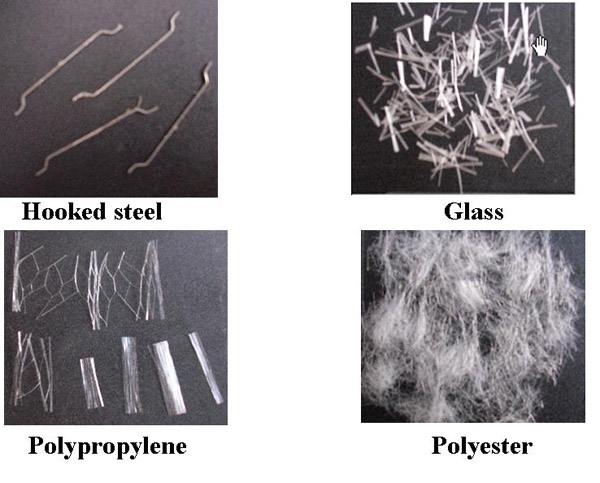 Hooked steel
Glass
Polypropylene
Polyester